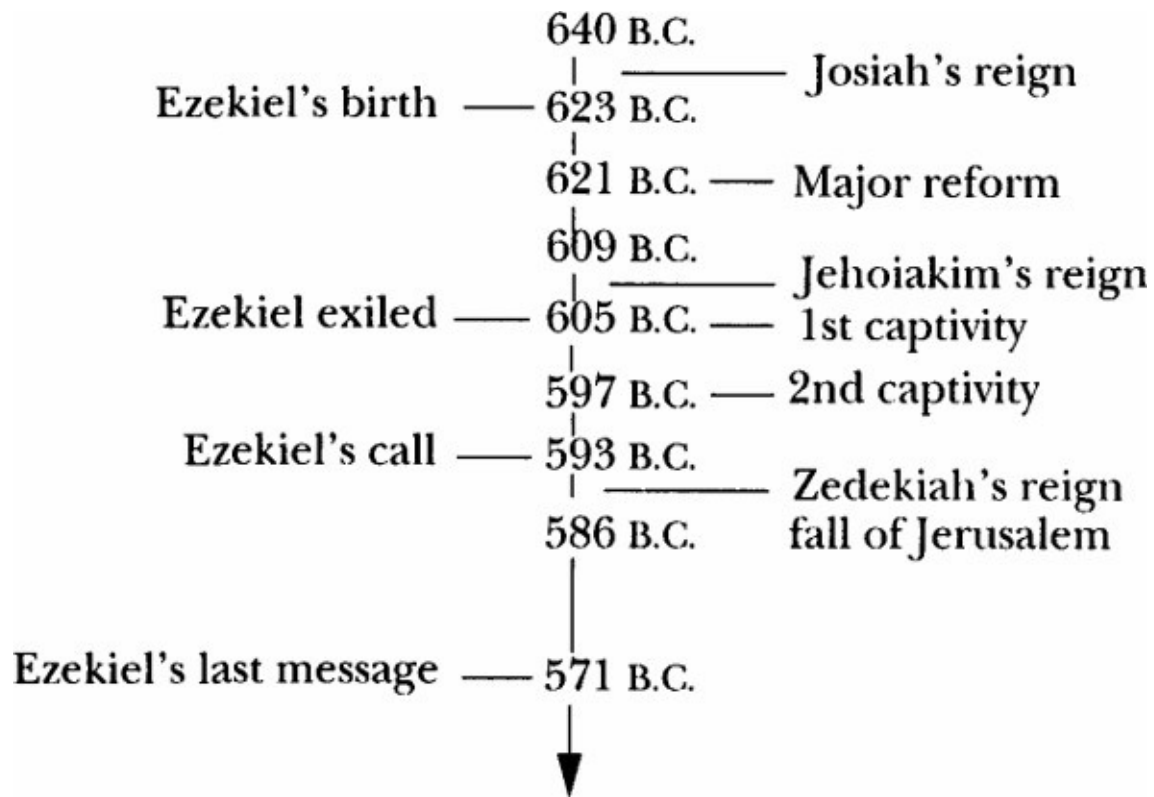 640 B.C.
Josiah's reign
Ezekiel's birth 623 B.C.
621 B.C. Major reform
609 B.C.
Jehoiakim's reign
Ezekiel exiled 605 B.C. 1st captivity
597 B.C. 2nd captivity
Ezekiel's call 593 B.C.
Zedekiah's reign
586 B.C. fall of Jerusalem
Ezekiel's last message 571 B.C.